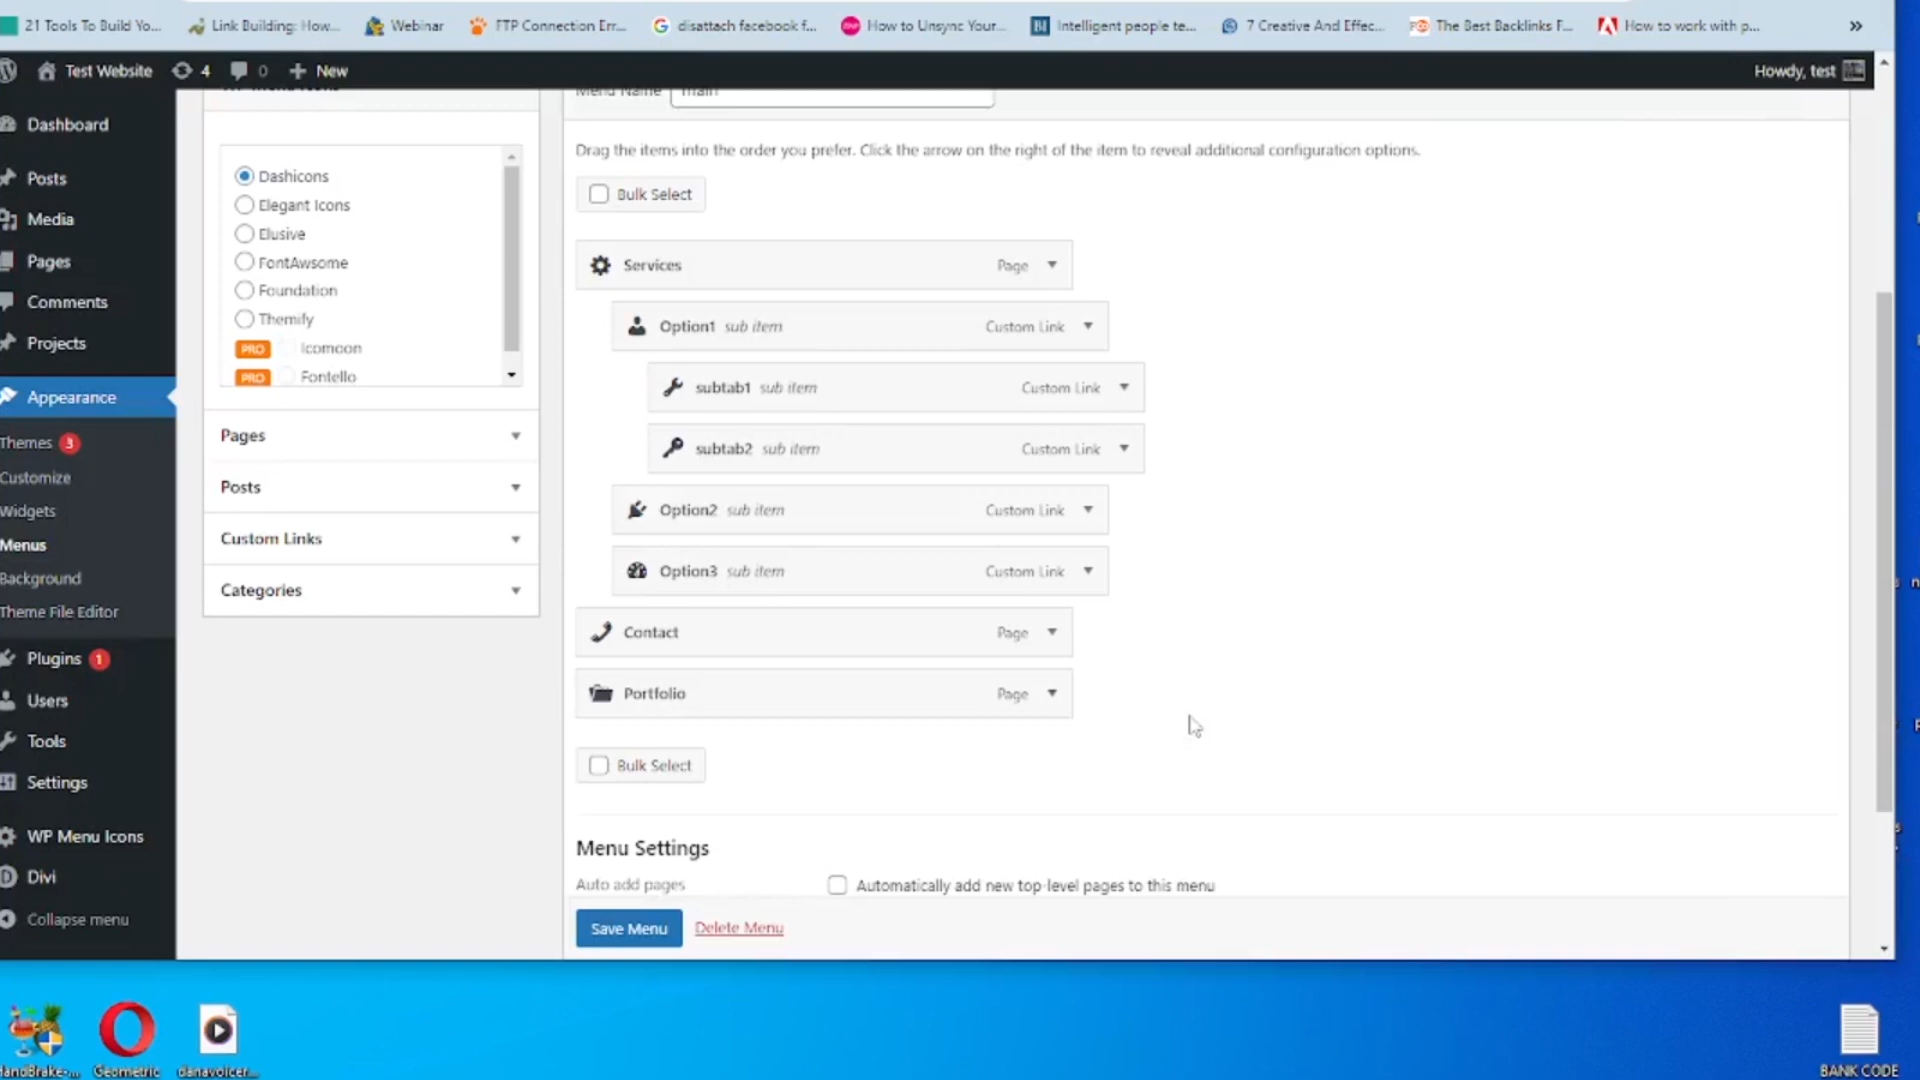 21 Tools To Build Yo...
Link Building: How...
Webinar
FTP Connection Err...
disattach facebook f...
How to Unsync Your...
BI
Intelligent people te...
7 Creative And Effec...
The Best Backlinks F...
How to work with p...
»
Test Website
4
0
New
Howdy, test
Dashboard
Posts
Media
Pages
Comments
Projects
Appearance
Themes 3
Customize
Widgets
Menus
Background
Theme File Editor
Plugins 1
Users
Tools
Settings
WP Menu Icons
Divi
Collapse menu
WP Menu Icons
Dashicons
Elegant Icons
Elusive
FontAwsome
Foundation
Themify
PRO Icomoon
PRO Fontello
Pages
Posts
Custom Links
Categories
Menu Name main
Drag the items into the order you prefer. Click the arrow on the right of the item to reveal additional configuration options.
Bulk Select
Services Page
Option1 sub item Custom Link
subtab1 sub item Custom Link
subtab2 sub item Custom Link
Option2 sub item Custom Link
Option3 sub item Custom Link
Contact Page
Portfolio Page
Bulk Select
Menu Settings
Auto add pages
Automatically add new top-level pages to this menu
Save Menu
Delete Menu
Geometric
danavoicer...
BANK CODE